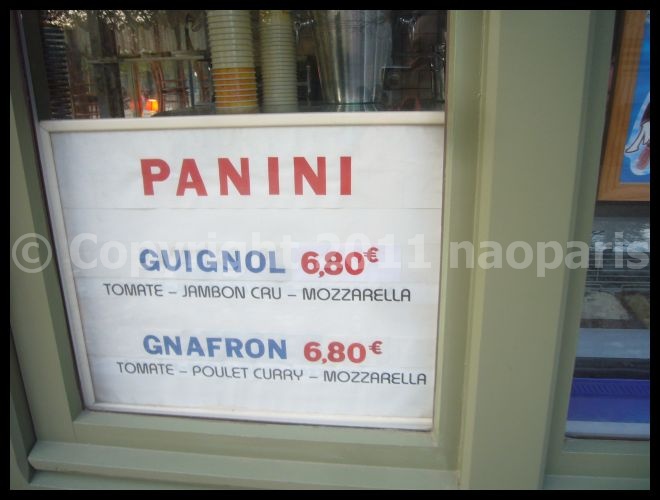 PANINI
GUIGNOL 6,80€
© Copyright 2011 naoparis
TOMATE – JAMBON CRU – MOZZARELLA
GNAFRON 6,80€
TOMATE – POULET CURRY – MOZZARELLA